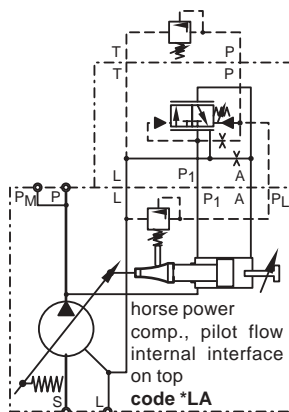 T P
T P
L P1 A
PM P L P1 A PL
horse power
comp., pilot flow
internal interface
on top
code *LA
S L